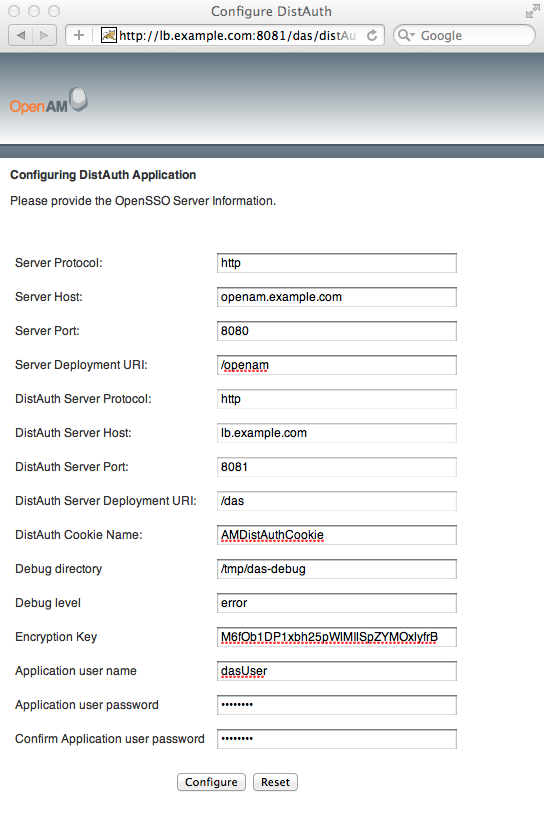 Configure DistAuth
http://lb.example.com:8081/das/distAu
Google
OpenAM
Configuring DistAuth Application
Please provide the OpenSSO Server Information.
Server Protocol: http
Server Host: openam.example.com
Server Port: 8080
Server Deployment URI: /openam
DistAuth Server Protocol: http
DistAuth Server Host: lb.example.com
DistAuth Server Port: 8081
DistAuth Server Deployment URI: /das
DistAuth Cookie Name: AMDistAuthCookie
Debug directory /tmp/das-debug
Debug level error
Encryption Key
Application user name dasUser
Application user password ••••••••
Confirm Application user password ••••••••
Configure Reset